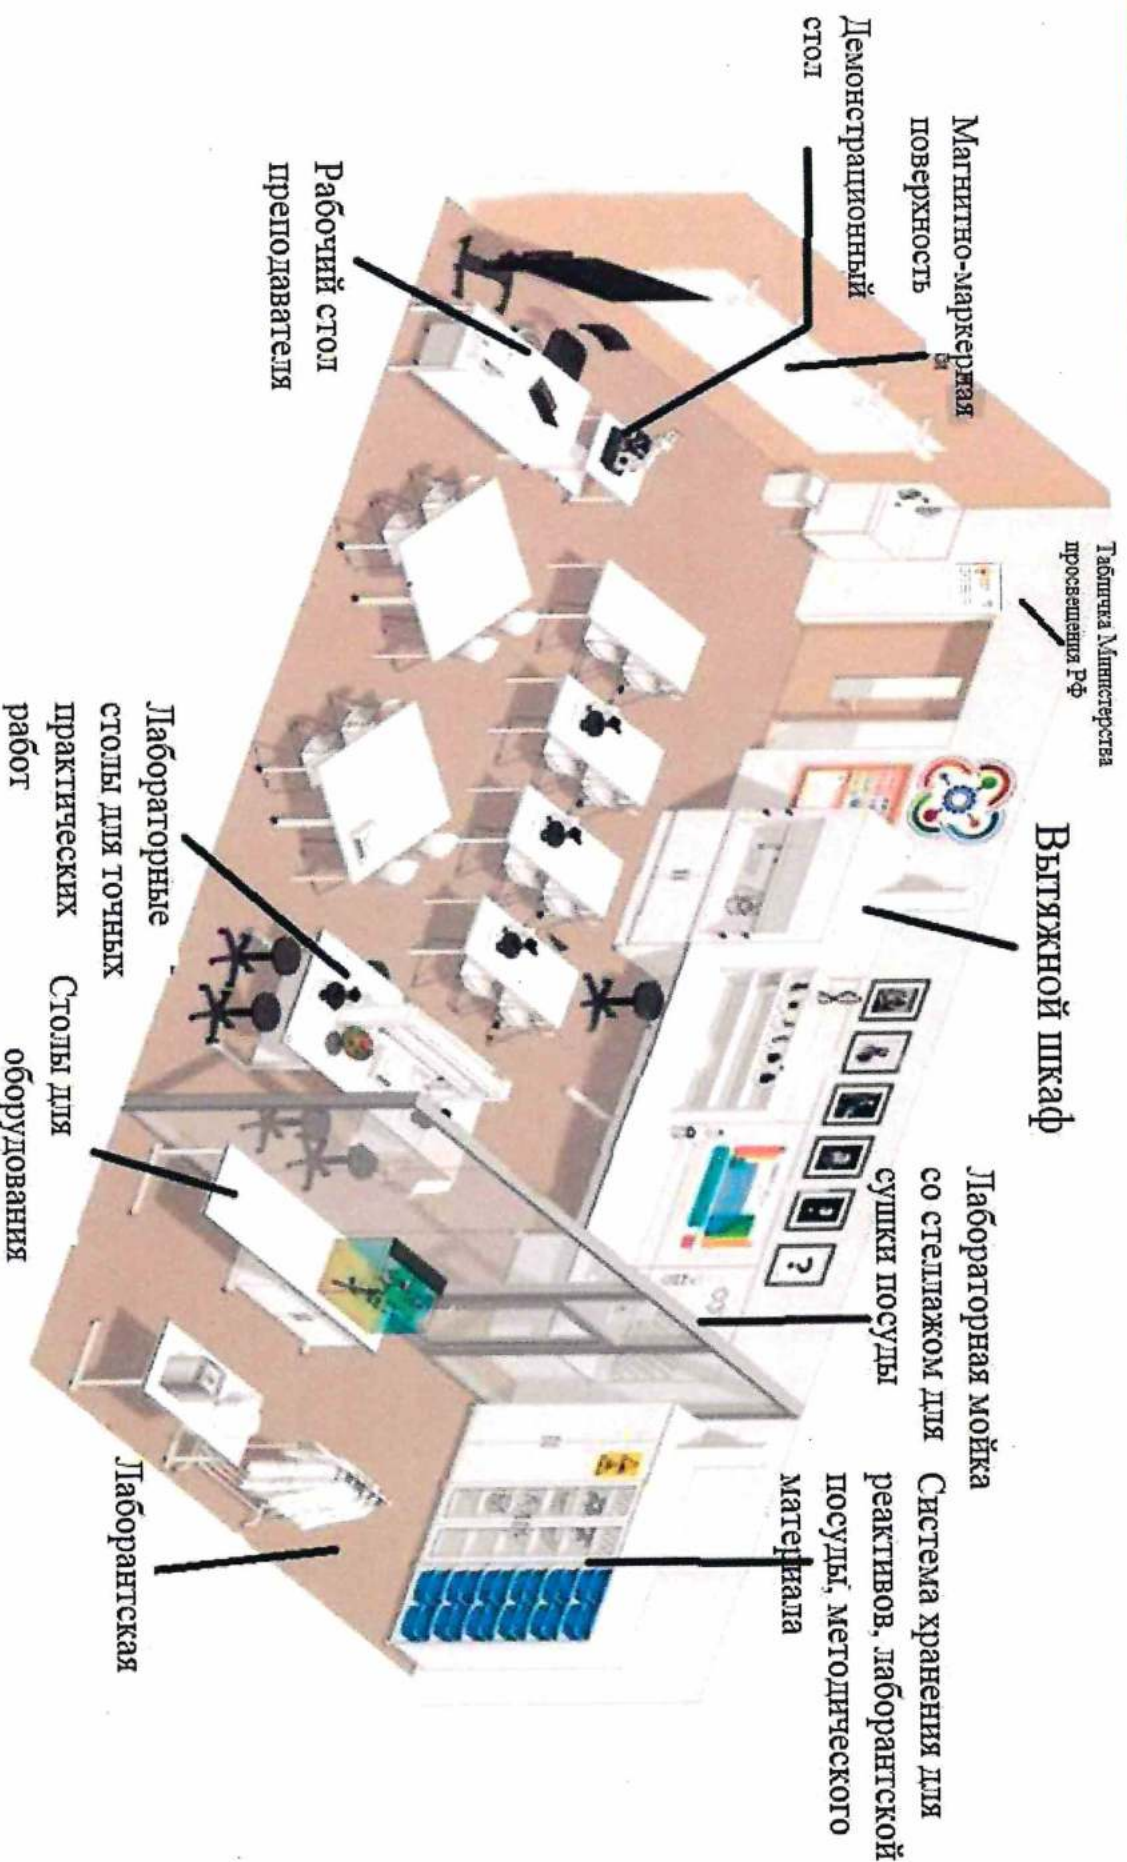 Табличка Министерства
просвещения РФ
Вытяжной шкаф
Лабораторная мойка
со стеллажом для
сушки посуды
Система хранения для
реактивов, лаборантской
посуды, методического
материала
Магнитно-маркерная
поверхность
Демонстрационный
стол
Рабочий стол
преподавателя
Лабораторные
столы для точных
практических
работ
Столы для
оборудования
Лаборантская
?